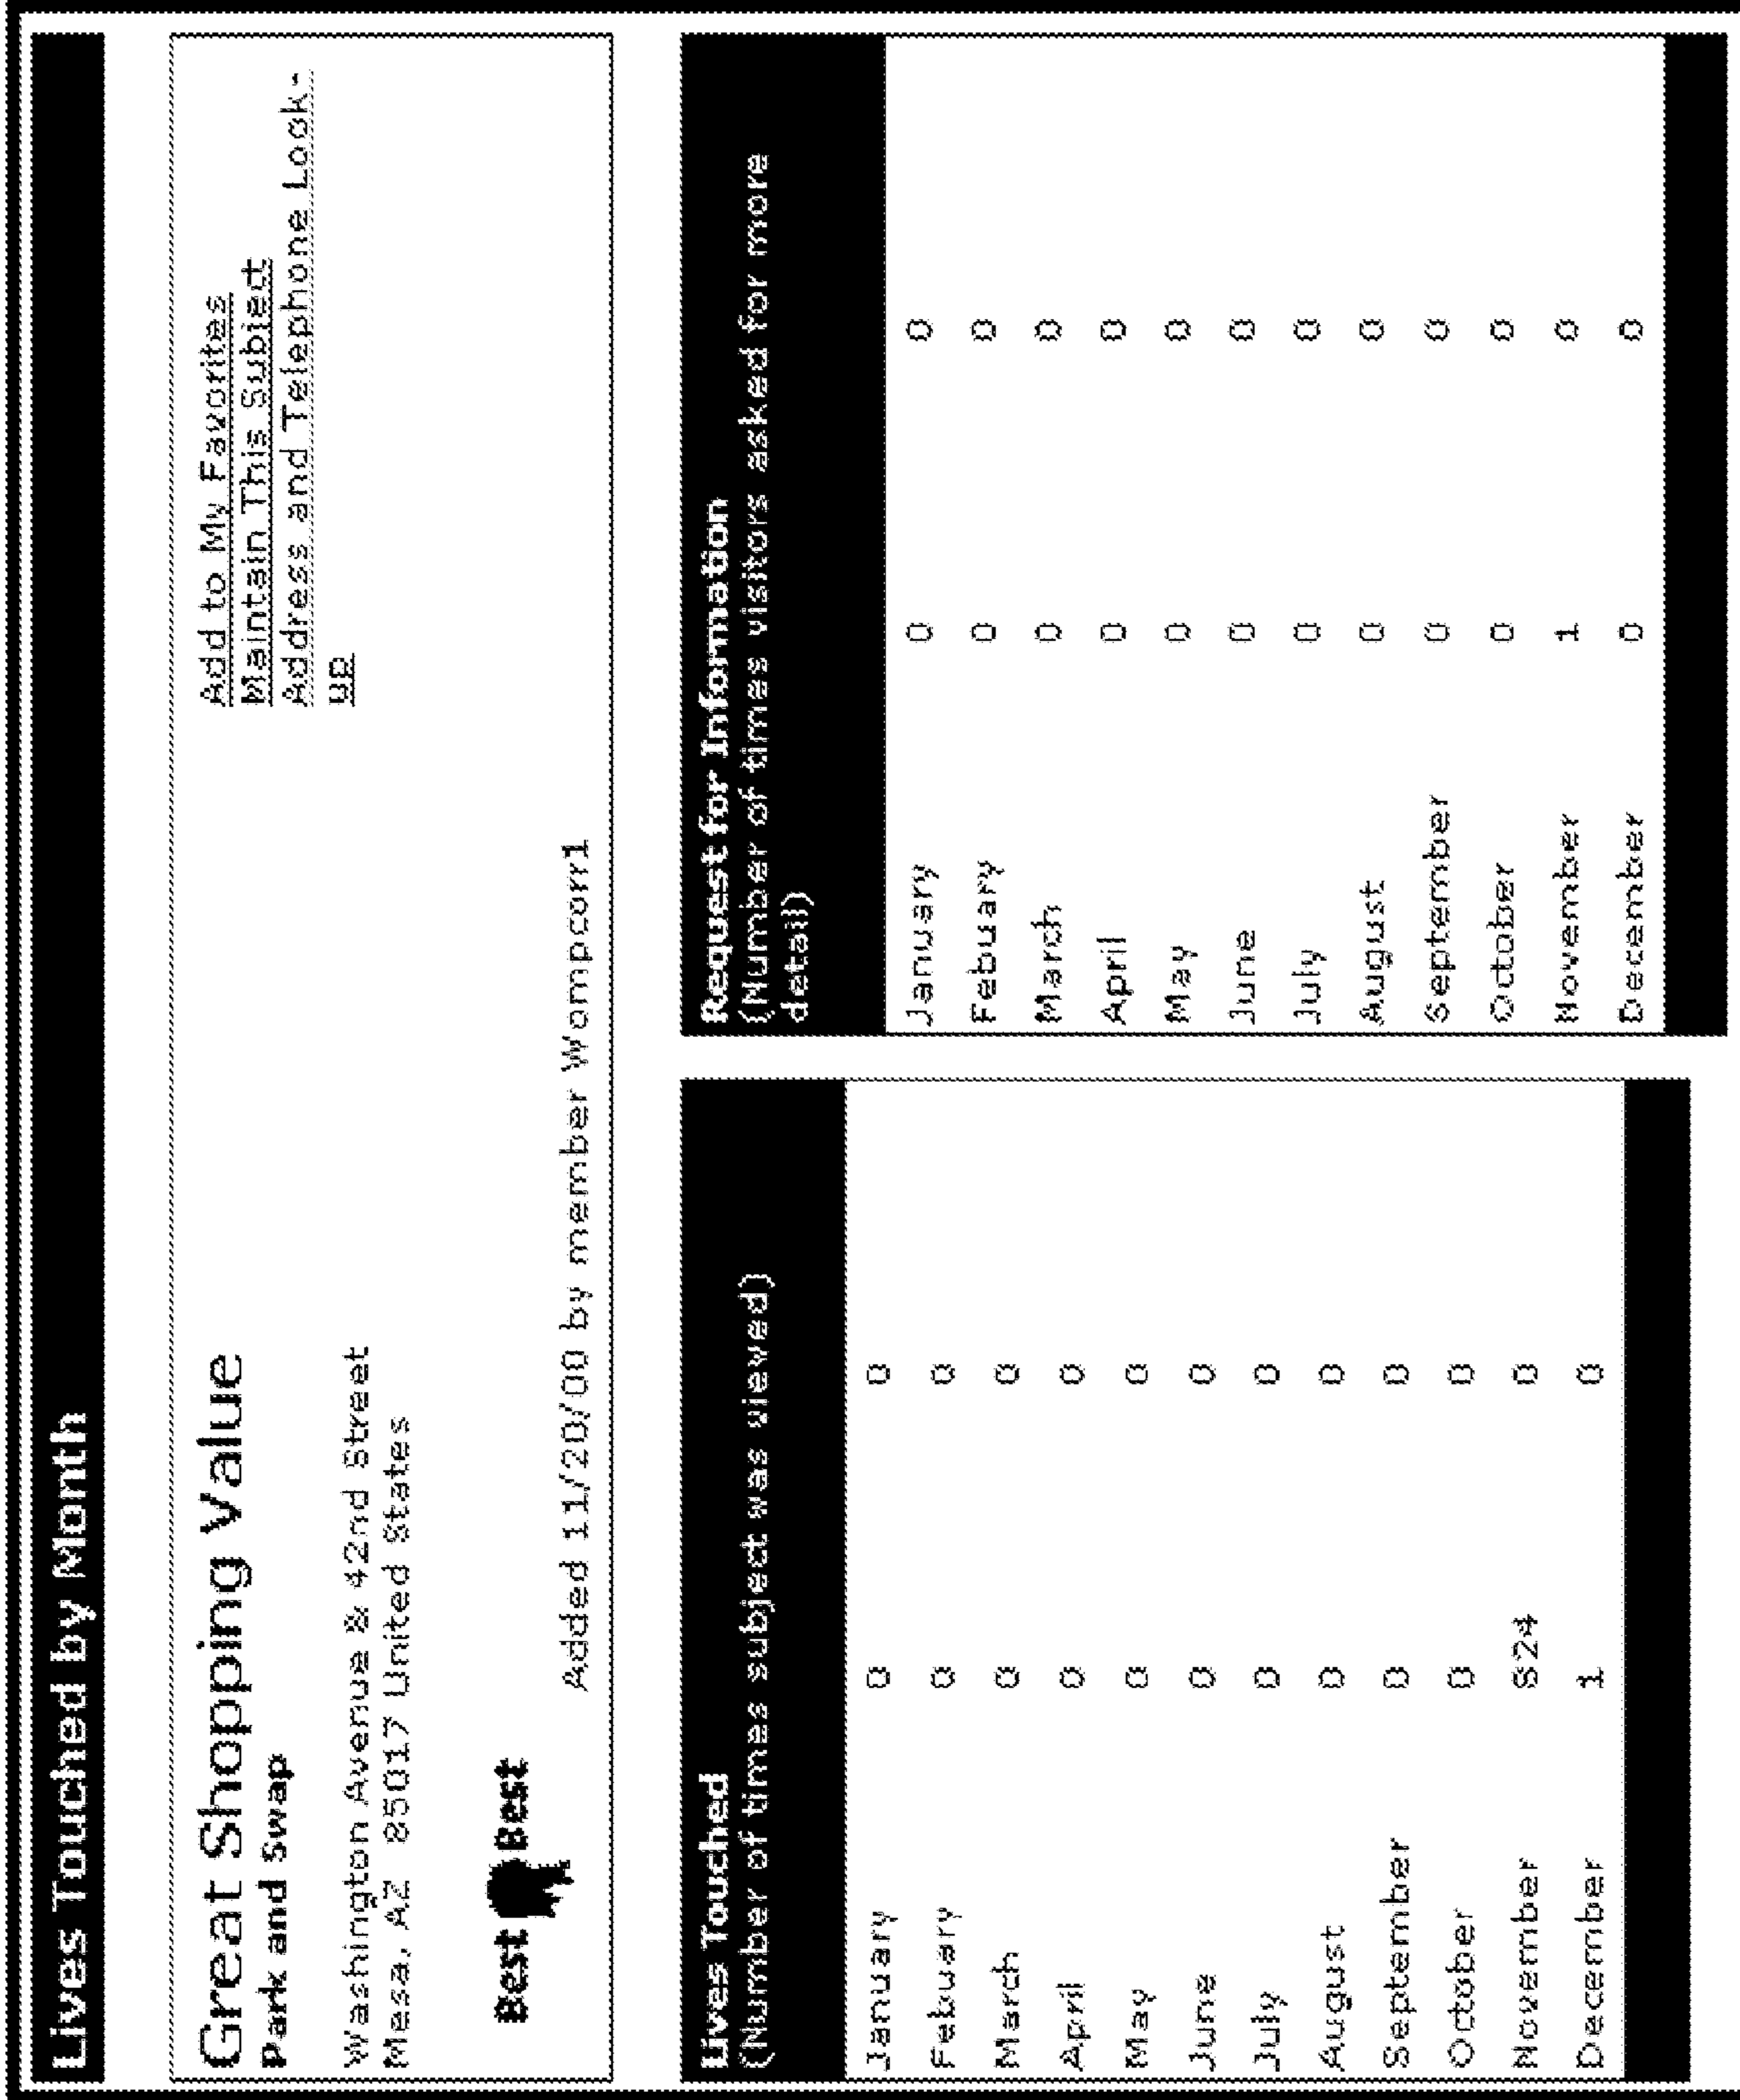 Lives Touched by Month
Great Shopping Value
Park and Swap
Washington Avenue & 42nd Street
Mesa, AZ 85017 United States
Best Best
Added 11/20/00 by member Wompcom1
Add to My Favorites
Maintain This Subject
Address and Telephone Look-
up
Lives Touched
(Number of times subject was viewed)
January 0 0
Febuary 0 0
March 0 0
April 0 0
May 0 0
June 0 0
July 0 0
August 0 0
September 0 0
October 0 0
November 824 0
December 1 0
Request for Information
(Number of times visitors asked for more
detail)
January 0 0
Febuary 0 0
March 0 0
April 0 0
May 0 0
June 0 0
July 0 0
August 0 0
September 0 0
October 0 0
November 1 0
December 0 0